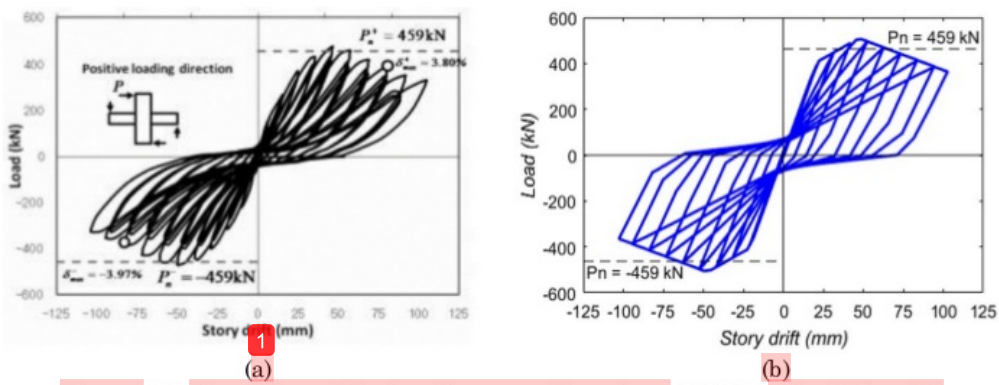 600
400
200
0
−200
−400
−600
Load (kN)
Positive loading direction
P
Pₙ⁺ = 459kN
= 3.80%
= −3.97%
Pₙ⁻ = −459kN
−125 −100 −75 −50 −25 0 25 50 75 100 125
Story drift (mm)
1
(a)
600
400
200
0
-200
-400
-600
Load (kN)
Pn = 459 kN
Pn = -459 kN
-125 -100 -75 -50 -25 0 25 50 75 100 125
Story drift (mm)
(b)